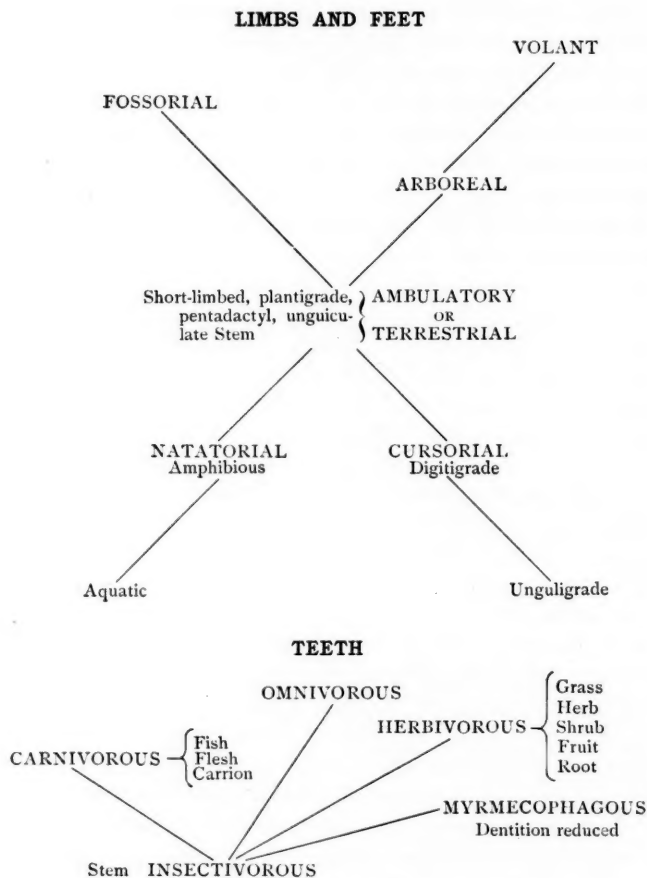 LIMBS AND FEET
VOLANT
FOSSORIAL
ARBOREAL
Short-limbed, plantigrade,
pentadactyl, unguicu-
late Stem
AMBULATORY
OR
TERRESTRIAL
NATATORIAL
Amphibious
CURSORIAL
Digitigrade
Aquatic
Unguligrade
TEETH
OMNIVOROUS
HERBIVOROUS
Grass
Herb
Shrub
Fruit
Root
CARNIVOROUS
Fish
Flesh
Carrion
MYRMECOPHAGOUS
Dentition reduced
Stem INSECTIVOROUS